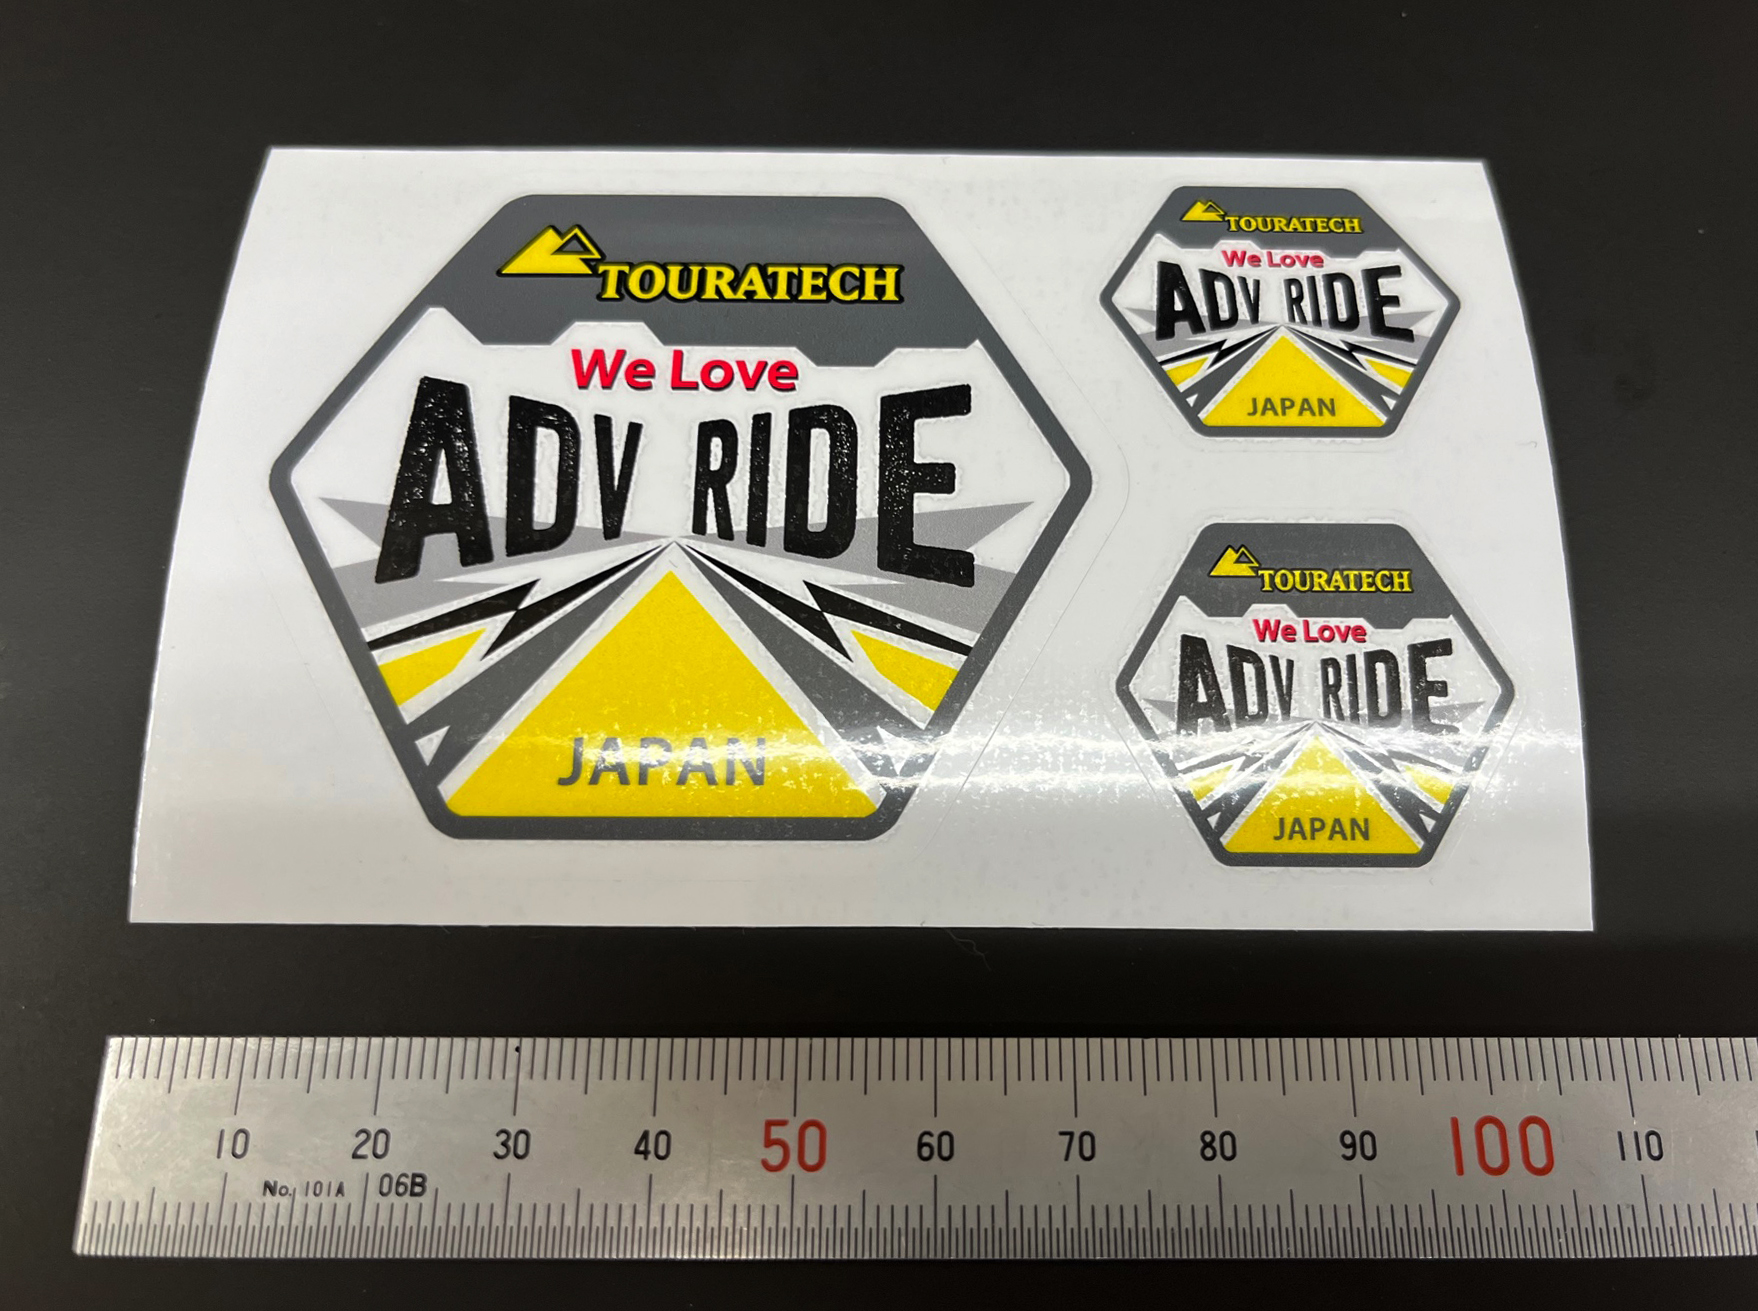 TOURATECH
We Love
ADV RIDE
JAPAN
TOURATECH
We Love
ADV RIDE
JAPAN
TOURATECH
We Love
ADV RIDE
JAPAN
10 20 30 40 50 60 70 80 90 100 110
No. 101A 06B